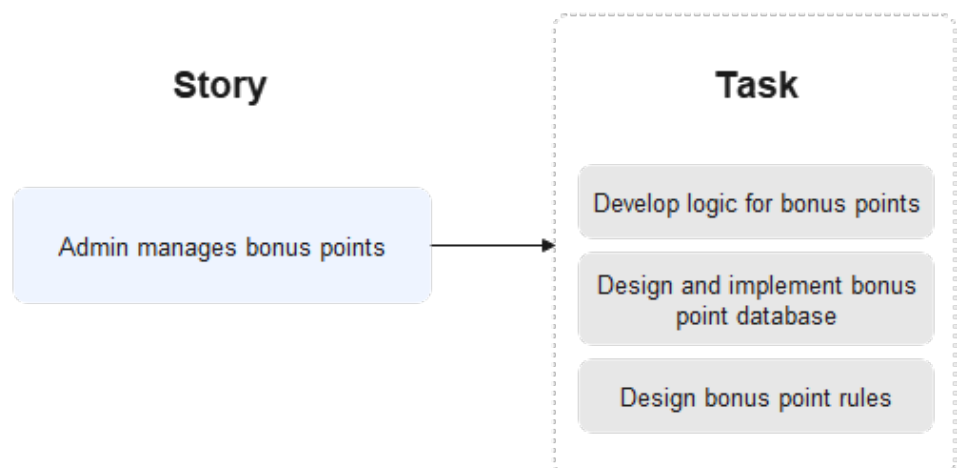 Story
Task
Admin manages bonus points
Develop logic for bonus points
Design and implement bonus
point database
Design bonus point rules